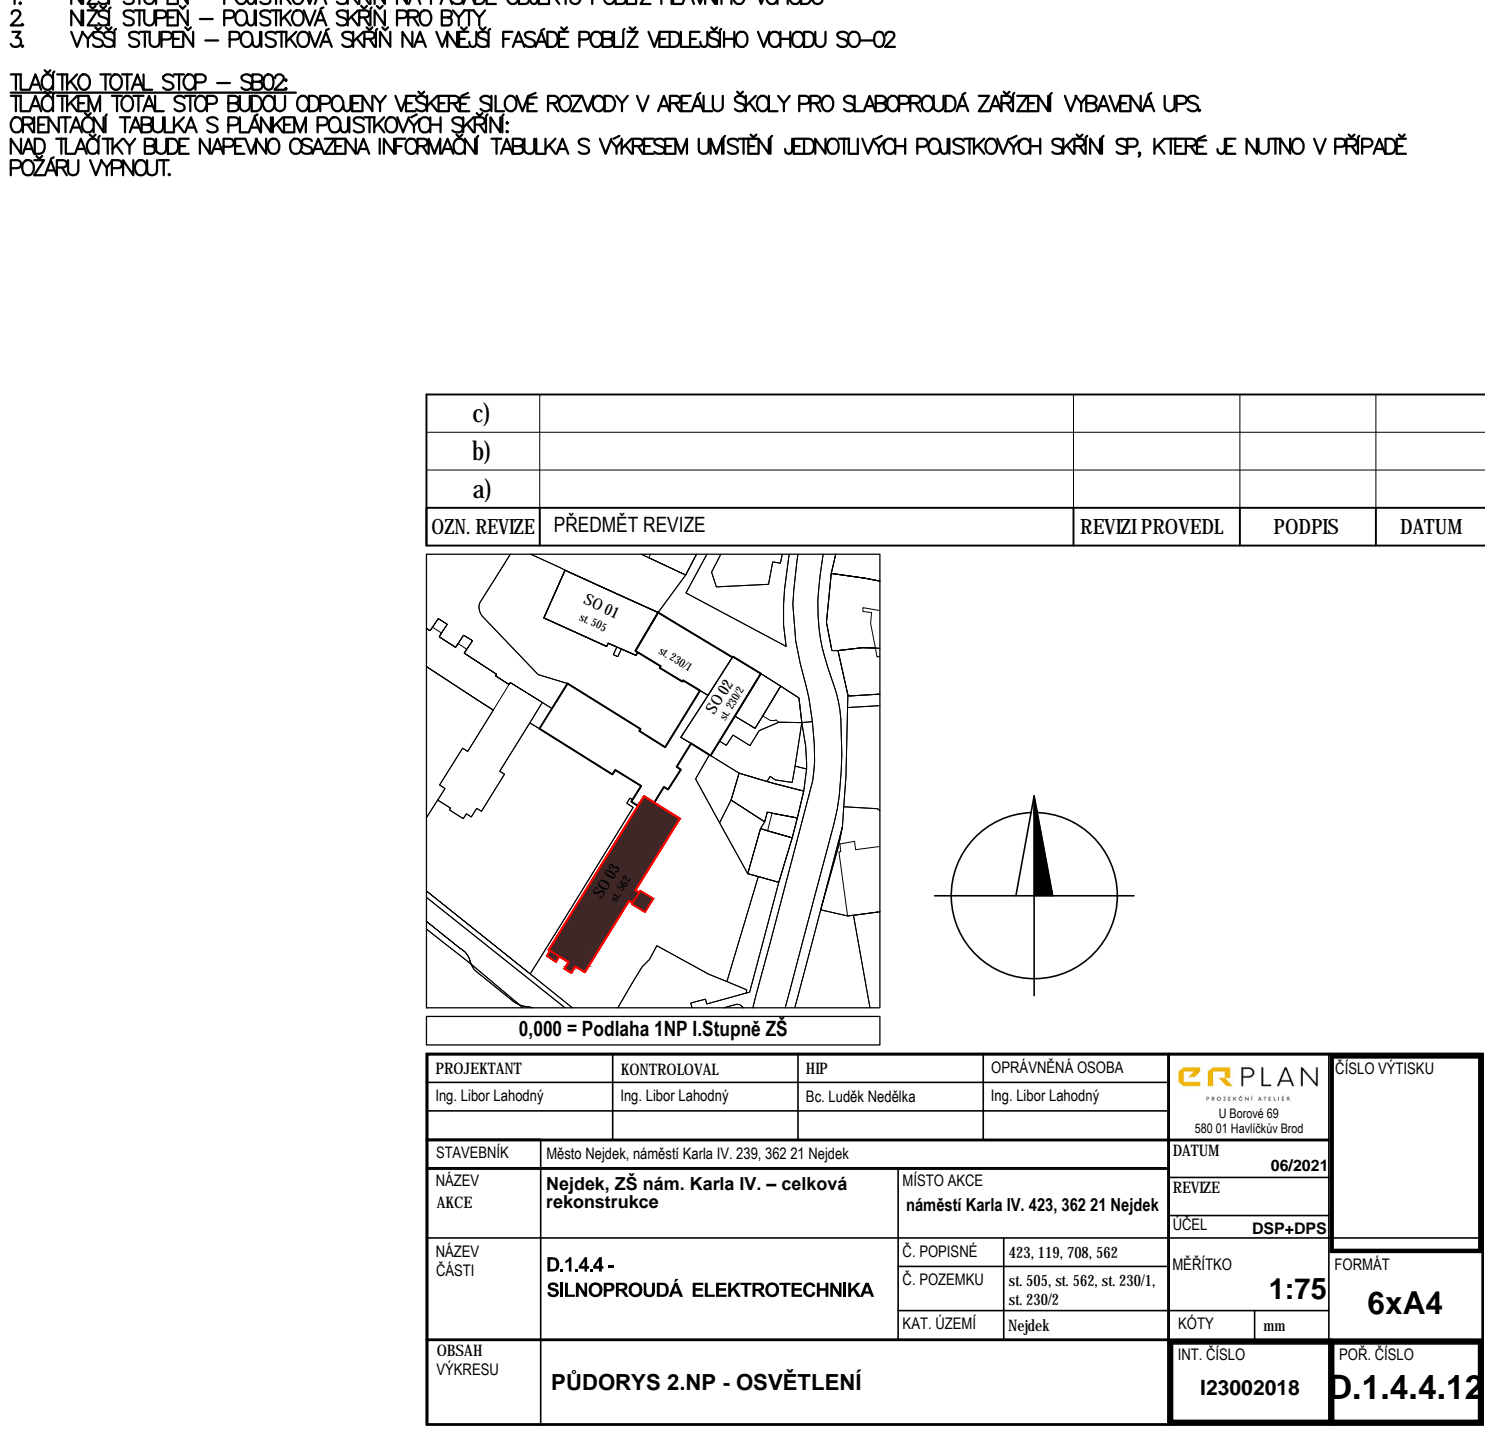 2. NIŽŠÍ STUPEŇ – POJISTKOVÁ SKŘÍŇ PRO BYTY
3. VYŠŠÍ STUPEŇ – POJISTKOVÁ SKŘÍŇ NA VNĚJŠÍ FASÁDĚ POBLÍŽ VEDLEJŠÍHO VCHODU SO–02
TLAČÍTKO TOTAL STOP – SB02:
TLAČÍTKEM TOTAL STOP BUDOU ODPOJENY VEŠKERÉ SILOVÉ ROZVODY V AREÁLU ŠKOLY PRO SLABOPROUDÁ ZAŘÍZENÍ VYBAVENÁ UPS.
ORIENTAČNÍ TABULKA S PLÁNKEM POJISTKOVÝCH SKŘÍNÍ:
NAD TLAČÍTKY BUDE NAPEVNO OSAZENA INFORMAČNÍ TABULKA S VÝKRESEM UMÍSTĚNÍ JEDNOTLIVÝCH POJISTKOVÝCH SKŘÍNÍ SP, KTERÉ JE NUTNO V PŘÍPADĚ
POŽÁRU VYPNOUT.
c)
b)
a)
OZN. REVIZE PŘEDMĚT REVIZE REVIZI PROVEDL PODPIS DATUM
SO 01
st. 505
st. 230/1
SO 02
st. 230/2
SO 03
st. 562
0,000 = Podlaha 1NP I.Stupně ZŠ
PROJEKTANT KONTROLOVAL HIP OPRÁVNĚNÁ OSOBA
Ing. Libor Lahodný Ing. Libor Lahodný Bc. Luděk Nedělka Ing. Libor Lahodný
erPLAN
PROJEKČNÍ ATELIÉR
U Borové 69
580 01 Havlíčkův Brod
ČÍSLO VÝTISKU
STAVEBNÍK Město Nejdek, náměstí Karla IV. 239, 362 21 Nejdek
DATUM
06/2021
NÁZEV
AKCE
Nejdek, ZŠ nám. Karla IV. – celková
rekonstrukce
MÍSTO AKCE
náměstí Karla IV. 423, 362 21 Nejdek
REVIZE
ÚČEL DSP+DPS
NÁZEV
ČÁSTI
D.1.4.4 -
SILNOPROUDÁ ELEKTROTECHNIKA
Č. POPISNÉ 423, 119, 708, 562
Č. POZEMKU st. 505, st. 562, st. 230/1,
st. 230/2
KAT. ÚZEMÍ Nejdek
MĚŘÍTKO
1:75
KÓTY mm
FORMÁT
6xA4
OBSAH
VÝKRESU
PŮDORYS 2.NP - OSVĚTLENÍ
INT. ČÍSLO
I23002018
POŘ. ČÍSLO
D.1.4.4.12